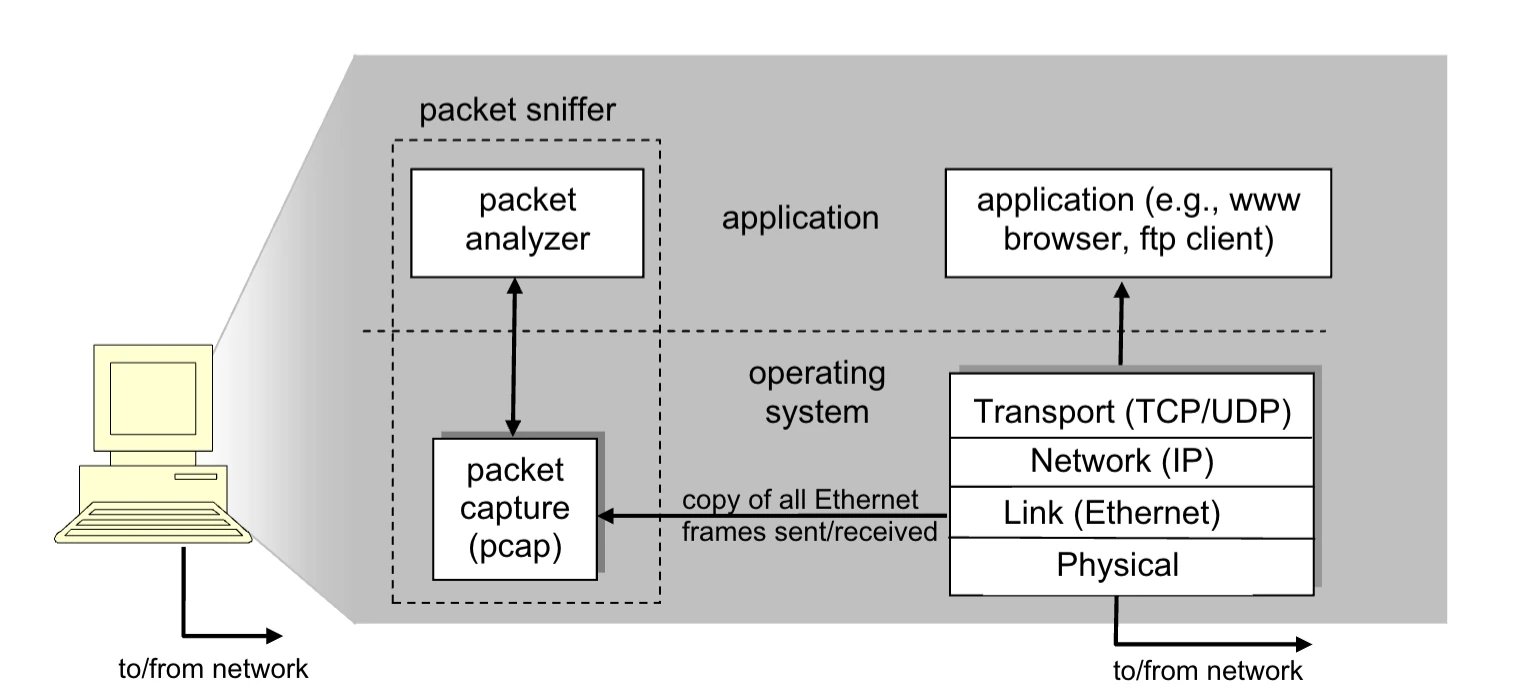 packet sniffer
packet
analyzer
application
application (e.g., www
browser, ftp client)
operating
system
packet
capture
(pcap)
copy of all Ethernet
frames sent/received
Transport (TCP/UDP)
Network (IP)
Link (Ethernet)
Physical
to/from network
to/from network